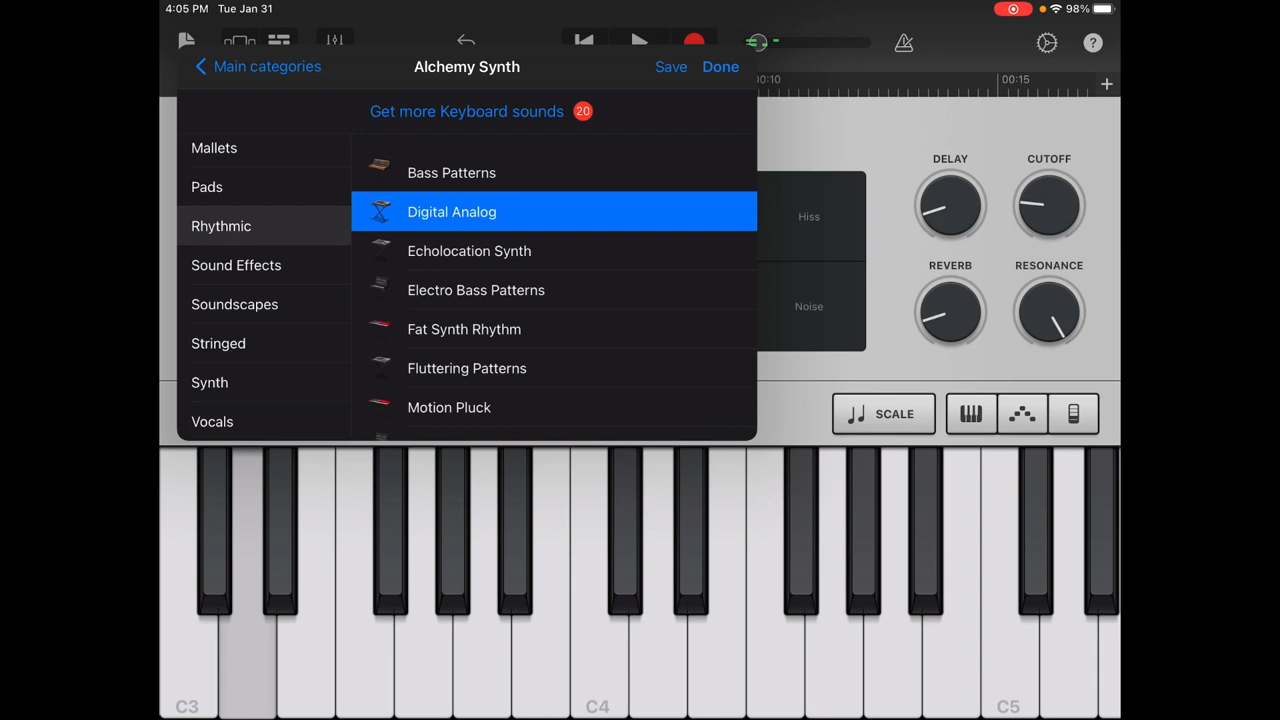 4:05 PM Tue Jan 31
98%
Main categories
Alchemy Synth
Save
Done
00:10
00:15
Get more Keyboard sounds 20
Mallets
Pads
Rhythmic
Sound Effects
Soundscapes
Stringed
Synth
Vocals
Bass Patterns
Digital Analog
Echolocation Synth
Electro Bass Patterns
Fat Synth Rhythm
Fluttering Patterns
Motion Pluck
Hiss
Noise
DELAY
CUTOFF
REVERB
RESONANCE
SCALE
C3
C4
C5